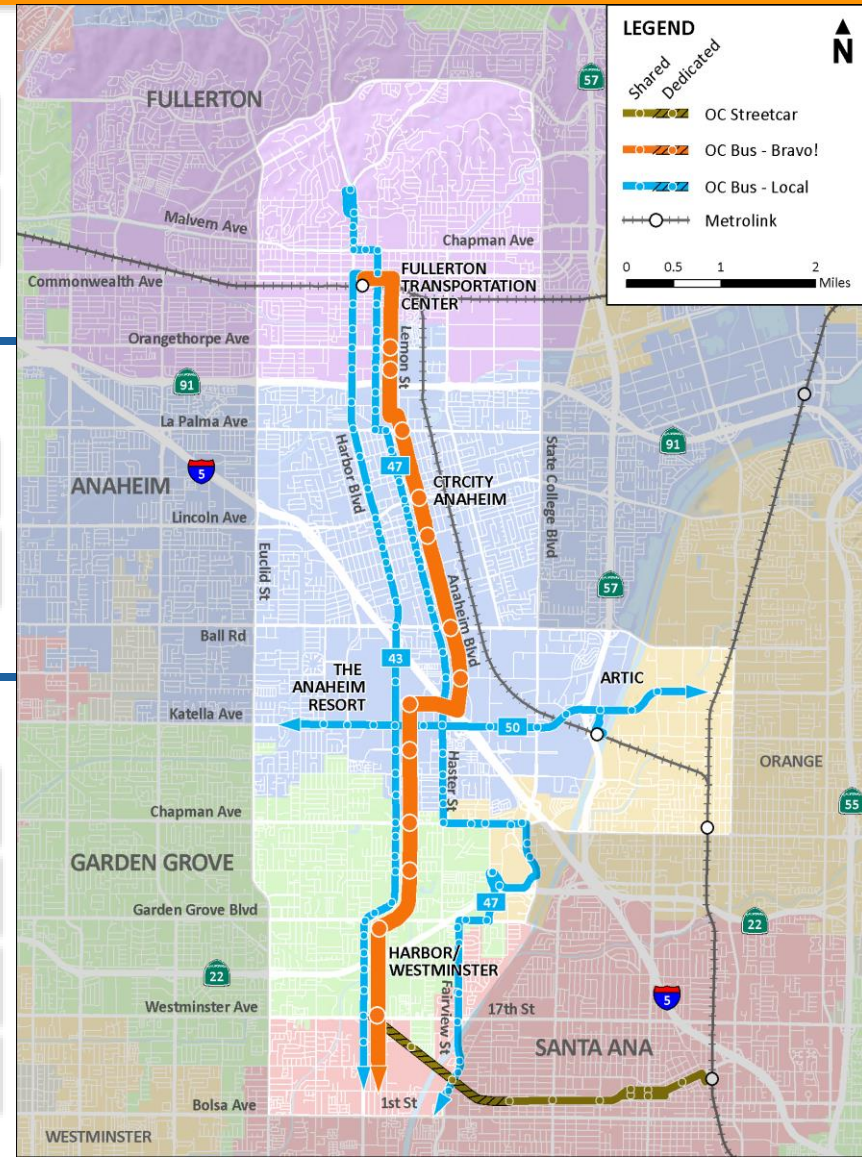 LEGEND
N
Shared
Dedicated
OC Streetcar
OC Bus - Bravo!
OC Bus - Local
Metrolink
0 0.5 1 2
Miles
57
FULLERTON
Malvern Ave
Chapman Ave
Commonwealth Ave
FULLERTON
TRANSPORTATION
CENTER
Orangethorpe Ave
Lemon St
91
La Palma Ave
Harbor Blvd
State College Blvd
91
5
47
ANAHEIM
CTRCITY
ANAHEIM
Lincoln Ave
Euclid St
Anaheim Blvd
57
Ball Rd
43
THE
ANAHEIM
RESORT
ARTIC
Katella Ave
50
Haster St
ORANGE
55
Chapman Ave
GARDEN GROVE
47
Garden Grove Blvd
22
HARBOR/
WESTMINSTER
22
Fairview St
5
Westminster Ave
17th St
SANTA ANA
Bolsa Ave
1st St
WESTMINSTER